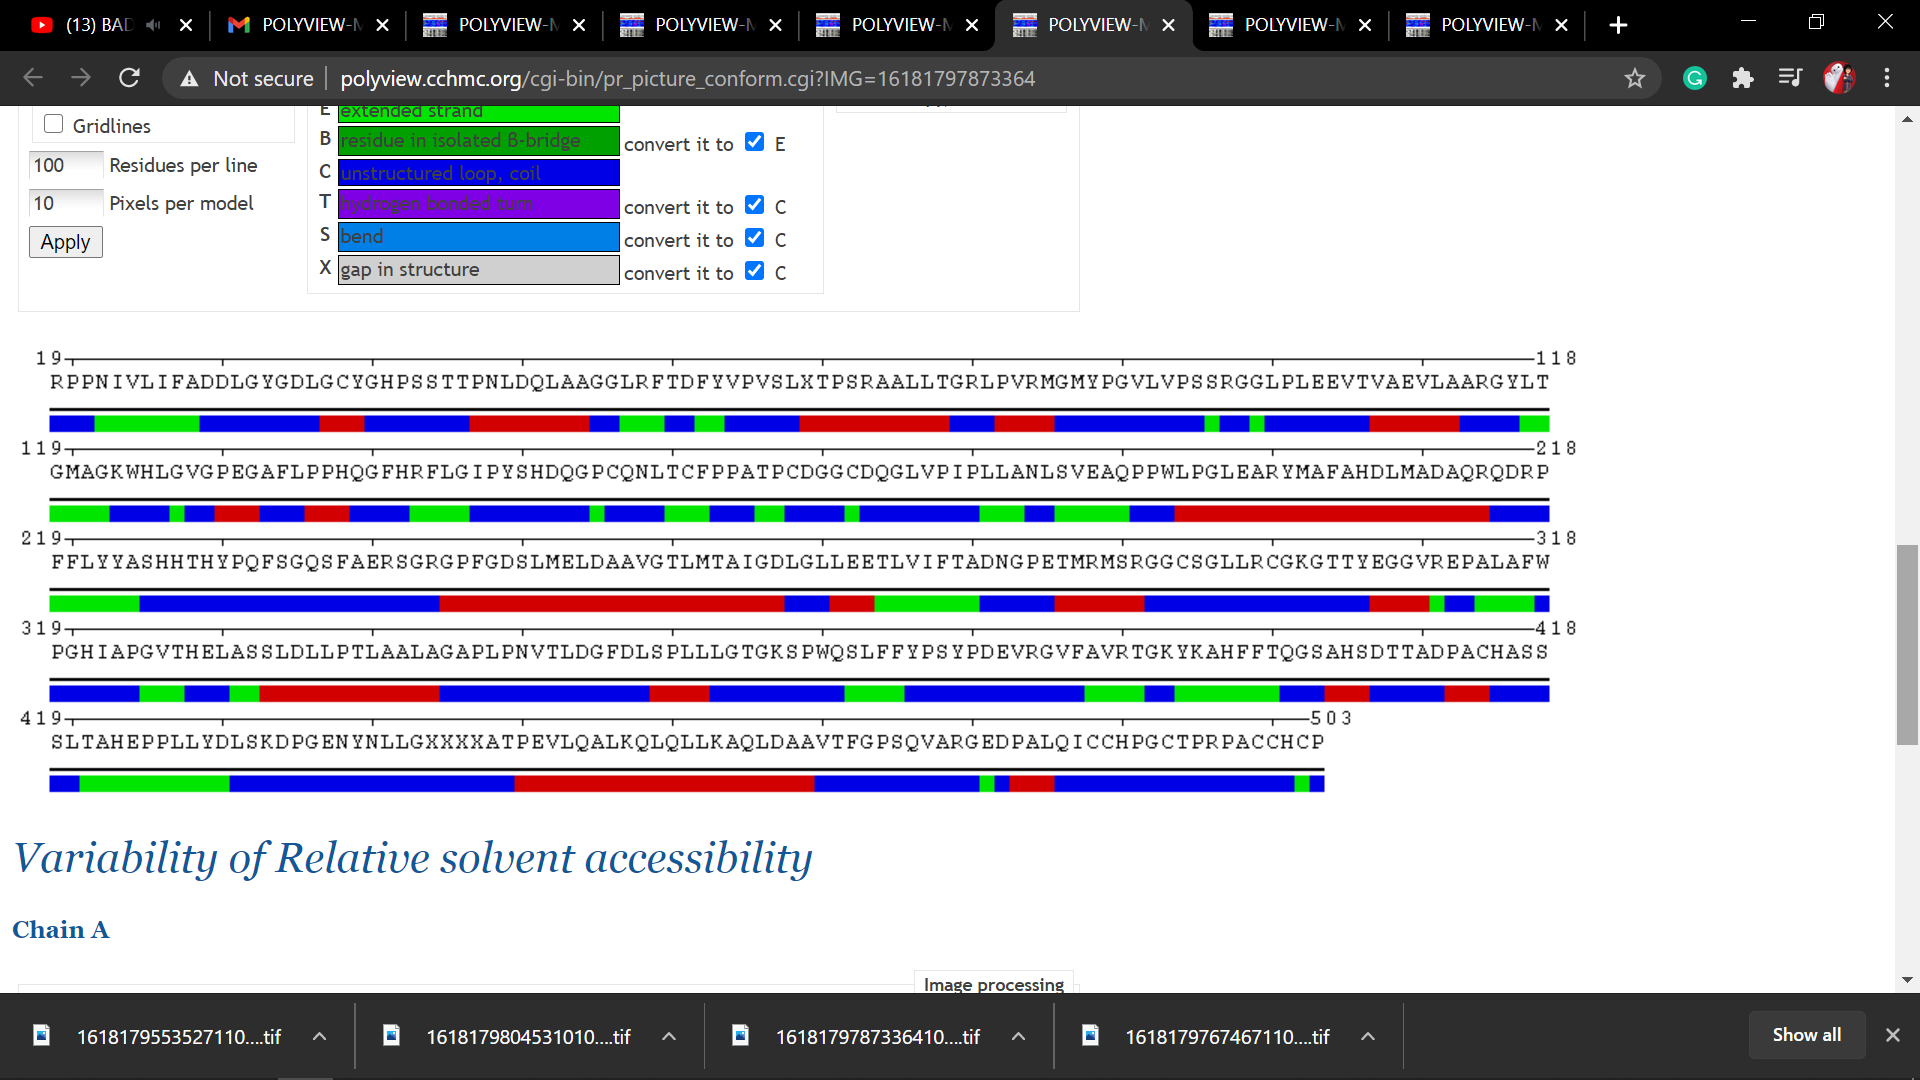 (13) BAD
POLYVIEW-M
POLYVIEW-M
POLYVIEW-M
POLYVIEW-M
POLYVIEW-M
POLYVIEW-M
POLYVIEW-M
Not secure polyview.cchmc.org/cgi-bin/pr_picture_conform.cgi?IMG=16181797873364
E extended strand
Gridlines
B residue in isolated β-bridge convert it to E
100 Residues per line
C unstructured loop, coil
10 Pixels per model
T hydrogen bonded turn convert it to C
Apply
S bend convert it to C
X gap in structure convert it to C
19 118
RPPNIVLIFADDLGYGDLGCYGHPSSTTPNLDQLAAGGLRFTDFYVPVSLXTPSRAALLTGRLPVRMGMYPGVLVPSSRGGLPLEEVTVAEVLAARGYLT
119 218
GMAGKWHLGVGPEGAFLPPHQGFHRFLGIPYSHDQGPCQNLTCFPPATPCDGGCDQGLVPIPLLANLSVEAQPPWLPGLEARYMAFAHDLMADAQRQDRP
219 318
FFLYYASHHTHYPQFSGQSFAERSGRGPFGDSLMELDAAVGTLMTAIGDLGLLEETLVIFTADNGPETMRMSRGGCSGLLRCGKGTTYEGGVREPALAFW
319 418
PGHIAPGVTHELASSLDLLPTLAALAGAPLPNVTLDGFDLSPLLLGTGKSPWQSLFFYPSYPDEVRGVFAVRTGKYKAHFFTQGSAHSDTTADPACHASS
419 503
SLTAHEPPLLYDLSKDPGENYNLLGXXXXATPEVLQALKQLQLLKAQLDAAVTFGPSQVARGEDPALQICCHPGCTPRPACCHCP
Variability of Relative solvent accessibility
Chain A
Image processing
1618179553527110....tif
1618179804531010....tif
1618179787336410....tif
1618179767467110....tif
Show all